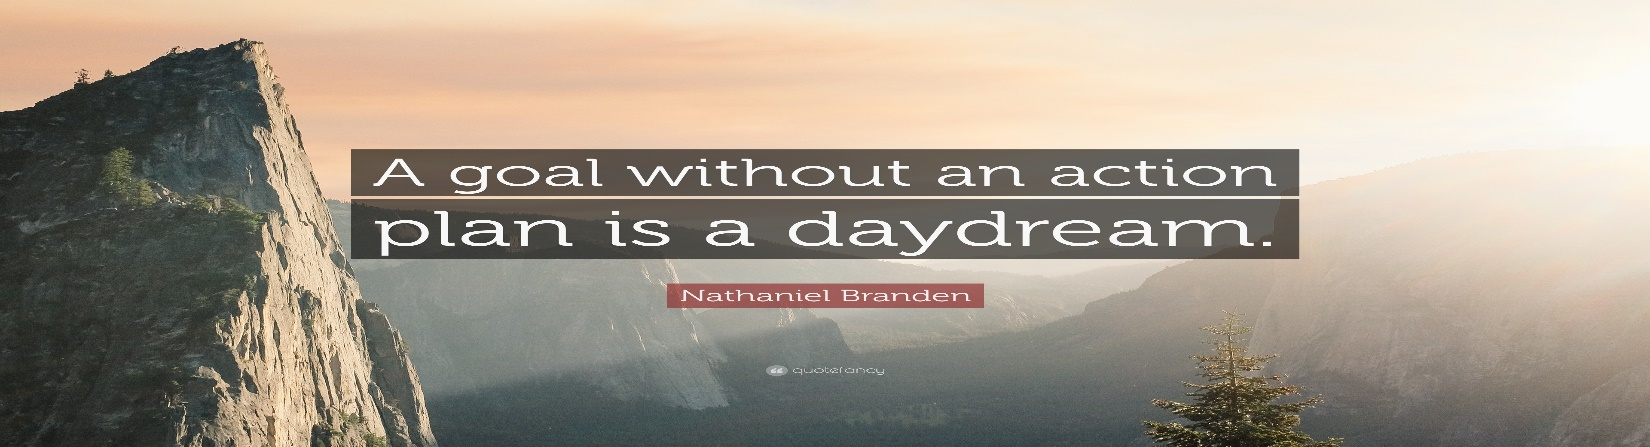 A goal without an action
plan is a daydream.
Nathaniel Branden
quotefancy